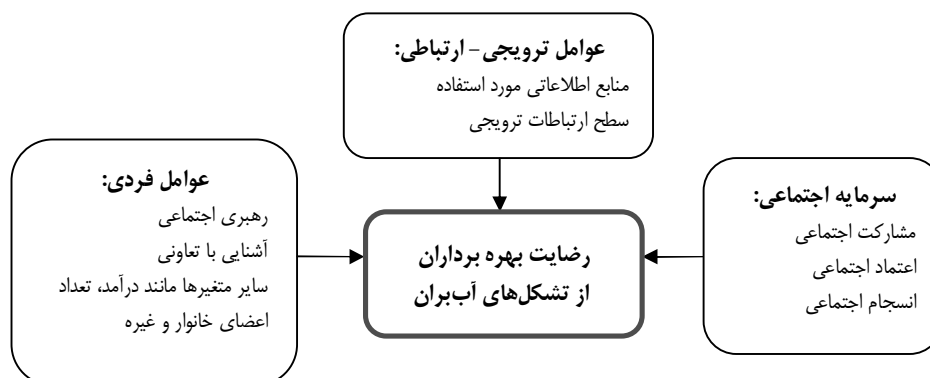 عوامل ترویجی- ارتباطی:
منابع اطلاعاتی مورد استفاده
سطح ارتباطات ترویجی
سرمایه اجتماعی:
مشارکت اجتماعی
اعتماد اجتماعی
انسجام اجتماعی
رضایت بهره برداران
از تشکل‌های آب‌بران
عوامل فردی:
رهبری اجتماعی
آشنایی با تعاونی
سایر متغیرها مانند درآمد، تعداد
اعضای خانوار و غیره